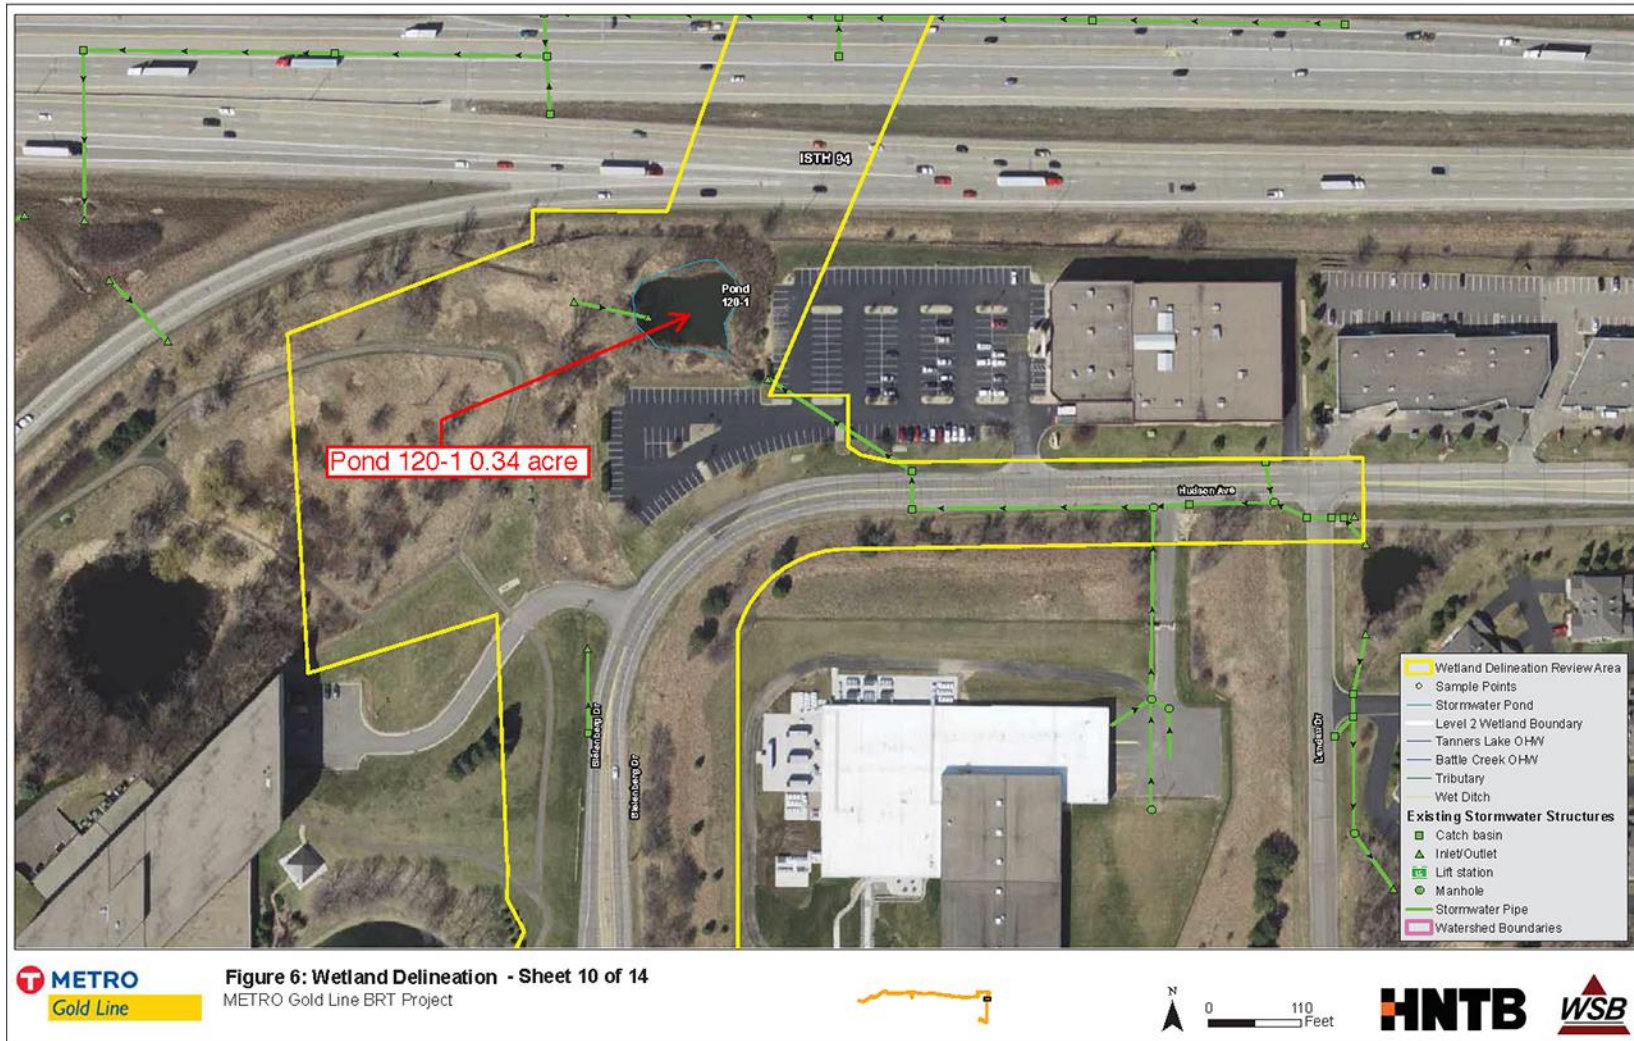 ISTH 94
Pond
120-1
Pond 120-1 0.34 acre
Hudson Ave
Bielenberg Dr
Bielenberg Dr
Landau Dr
Wetland Delineation Review Area
Sample Points
Stormwater Pond
Level 2 Wetland Boundary
Tanners Lake OHW
Battle Creek OHW
Tributary
Wet Ditch
Existing Stormwater Structures
Catch basin
Inlet/Outlet
Lift station
Manhole
Stormwater Pipe
Watershed Boundaries
T METRO
Gold Line
Figure 6: Wetland Delineation - Sheet 10 of 14
METRO Gold Line BRT Project
N
0 110
Feet
HNTB
WSB